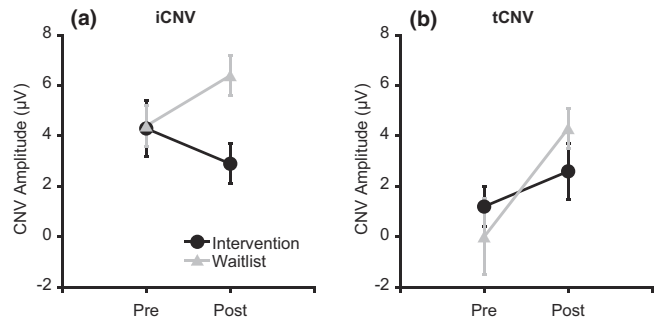 (a) iCNV
CNV Amplitude (μV)
8
6
4
2
0
-2
Intervention
Waitlist
Pre Post
(b) tCNV
CNV Amplitude (μV)
8
6
4
2
0
-2
Pre Post